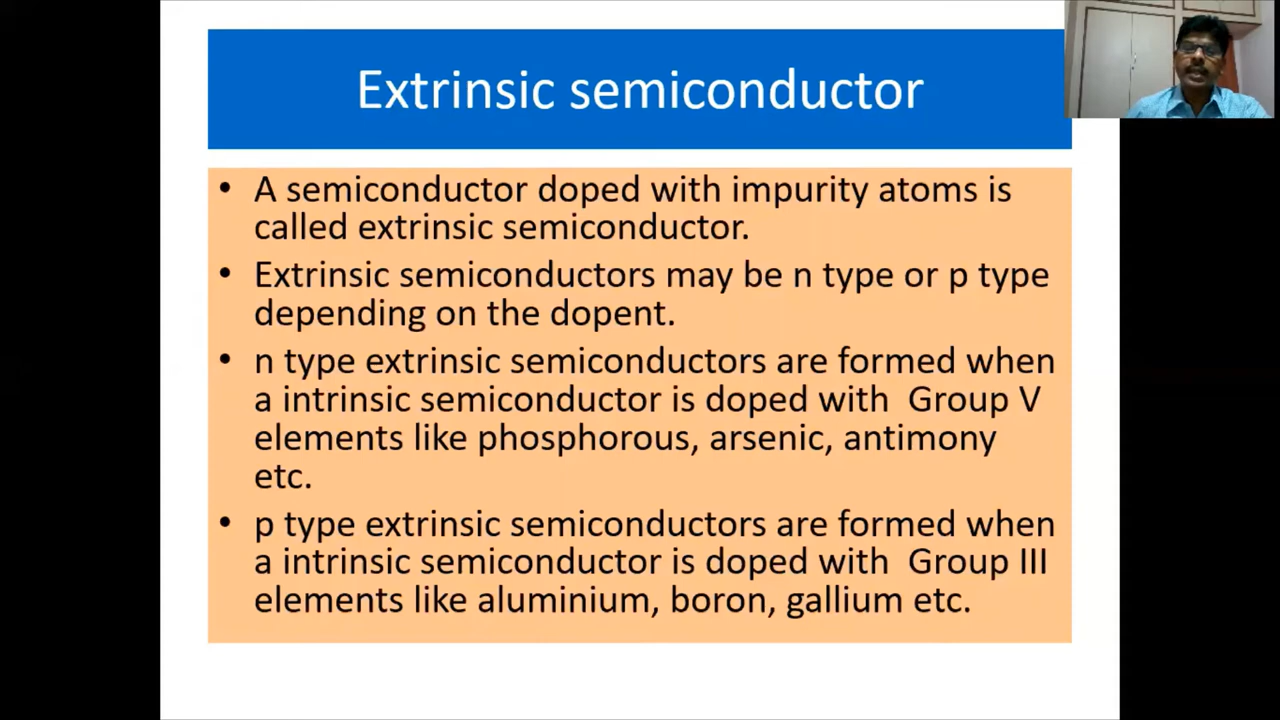 Extrinsic semiconductor
• A semiconductor doped with impurity atoms is
called extrinsic semiconductor.
• Extrinsic semiconductors may be n type or p type
depending on the dopent.
• n type extrinsic semiconductors are formed when
a intrinsic semiconductor is doped with  Group V
elements like phosphorous, arsenic, antimony
etc.
• p type extrinsic semiconductors are formed when
a intrinsic semiconductor is doped with  Group III
elements like aluminium, boron, gallium etc.